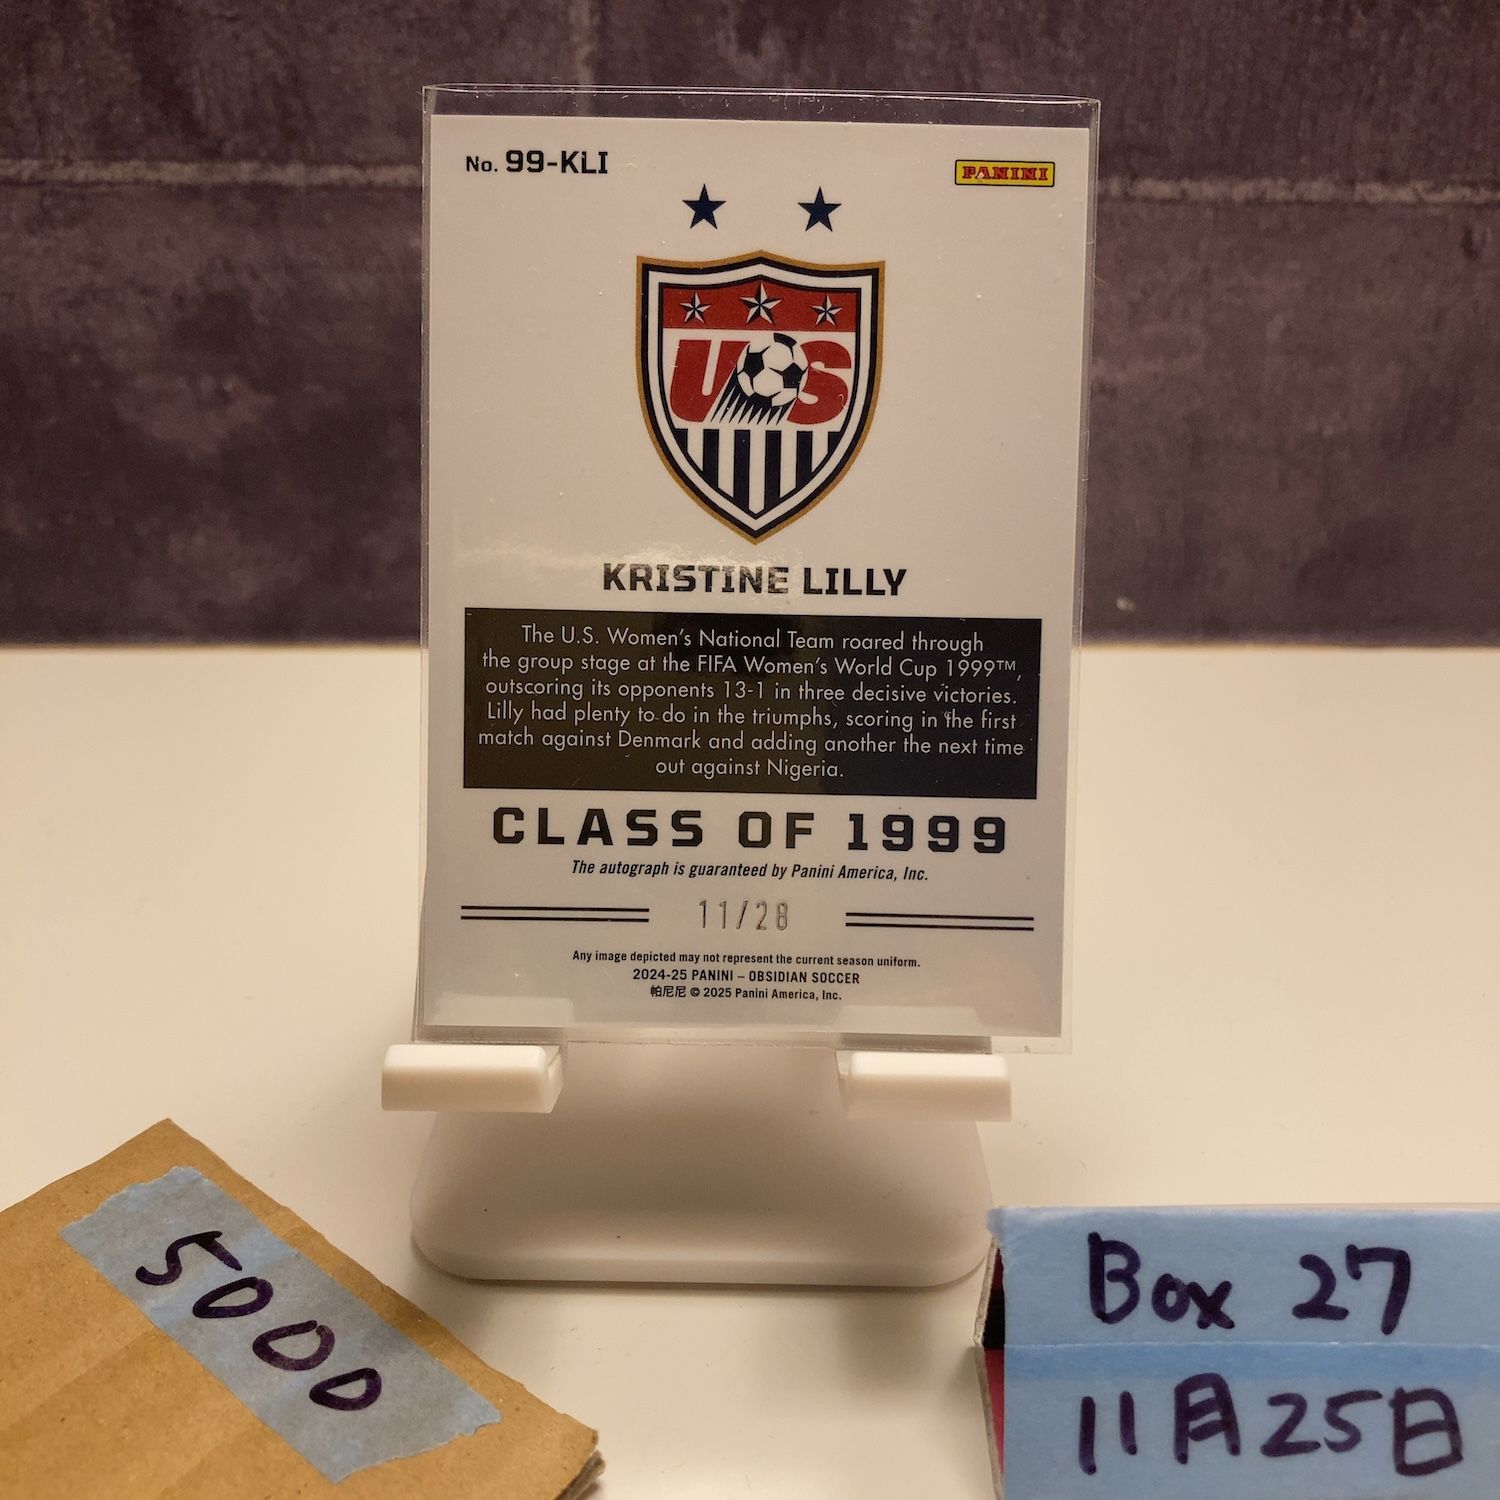 No. 99-KLI
PANINI
US
KRISTINE LILLY
The U.S. Women's National Team roared through
the group stage at the FIFA Women's World Cup 1999™,
outscoring its opponents 13-1 in three decisive victories.
Lilly had plenty to do in the triumphs, scoring in the first
match against Denmark and adding another the next time
out against Nigeria.
CLASS OF 1999
The autograph is guaranteed by Panini America, Inc.
11/28
Any image depicted may not represent the current season uniform.
2024-25 PANINI – OBSIDIAN SOCCER
帕尼尼 © 2025 Panini America, Inc.
5000
Box 27
11月25日